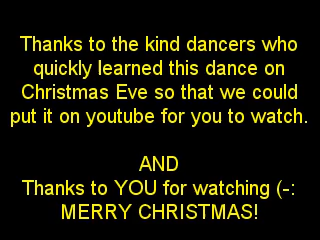 Thanks to the kind dancers who
quickly learned this dance on
Christmas Eve so that we could
put it on youtube for you to watch.
AND
Thanks to YOU for watching (-:
MERRY CHRISTMAS!